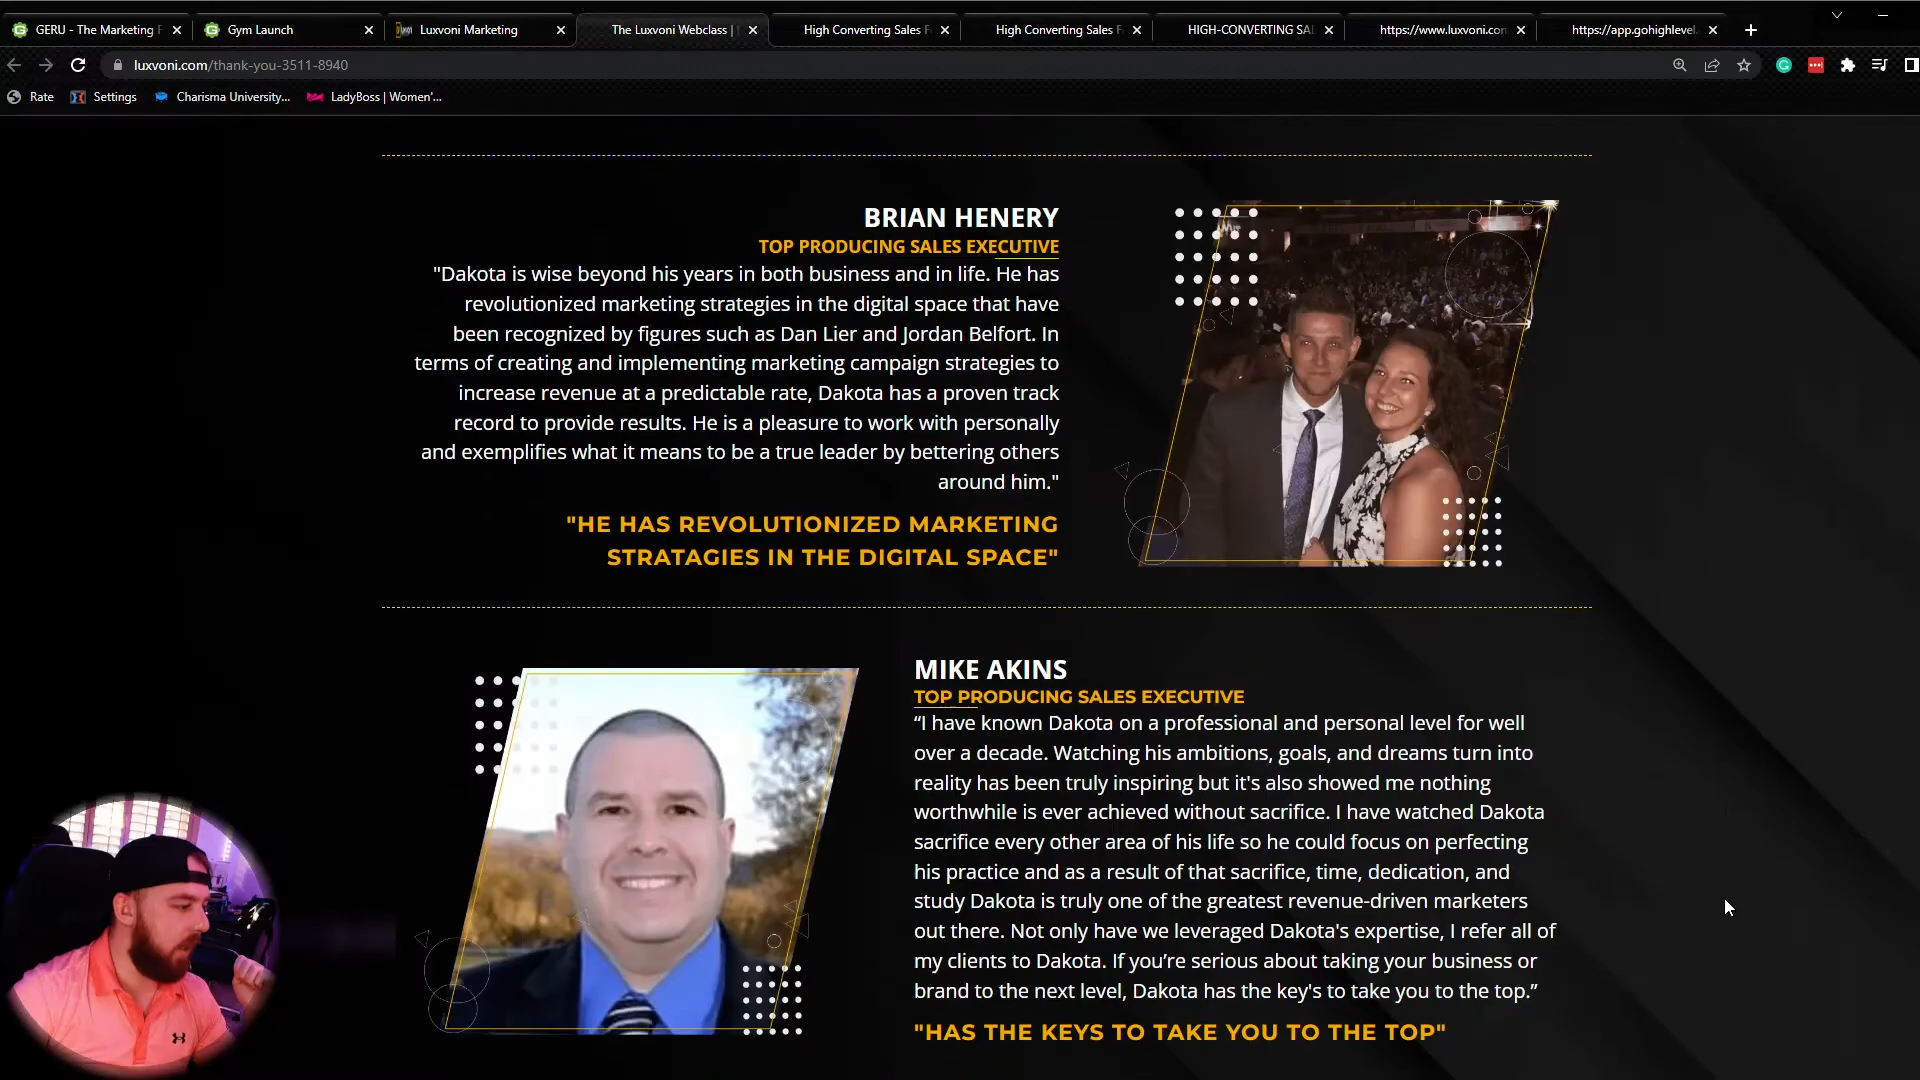 GERU - The Marketing F
Gym Launch
Luxvoni Marketing
The Luxvoni Webclass |
High Converting Sales F
High Converting Sales F
HIGH-CONVERTING SAL
https://www.luxvoni.com
https://app.gohighlevel.
luxvoni.com/thank-you-3511-8940
Rate
Settings
Charisma University...
LadyBoss | Women'...
BRIAN HENERY
TOP PRODUCING SALES EXECUTIVE
"Dakota is wise beyond his years in both business and in life. He has
revolutionized marketing strategies in the digital space that have
been recognized by figures such as Dan Lier and Jordan Belfort. In
terms of creating and implementing marketing campaign strategies to
increase revenue at a predictable rate, Dakota has a proven track
record to provide results. He is a pleasure to work with personally
and exemplifies what it means to be a true leader by bettering others
around him."
"HE HAS REVOLUTIONIZED MARKETING
STRATAGIES IN THE DIGITAL SPACE"
MIKE AKINS
TOP PRODUCING SALES EXECUTIVE
“I have known Dakota on a professional and personal level for well
over a decade. Watching his ambitions, goals, and dreams turn into
reality has been truly inspiring but it's also showed me nothing
worthwhile is ever achieved without sacrifice. I have watched Dakota
sacrifice every other area of his life so he could focus on perfecting
his practice and as a result of that sacrifice, time, dedication, and
study Dakota is truly one of the greatest revenue-driven marketers
out there. Not only have we leveraged Dakota's expertise, I refer all of
my clients to Dakota. If you’re serious about taking your business or
brand to the next level, Dakota has the key's to take you to the top.”
"HAS THE KEYS TO TAKE YOU TO THE TOP"